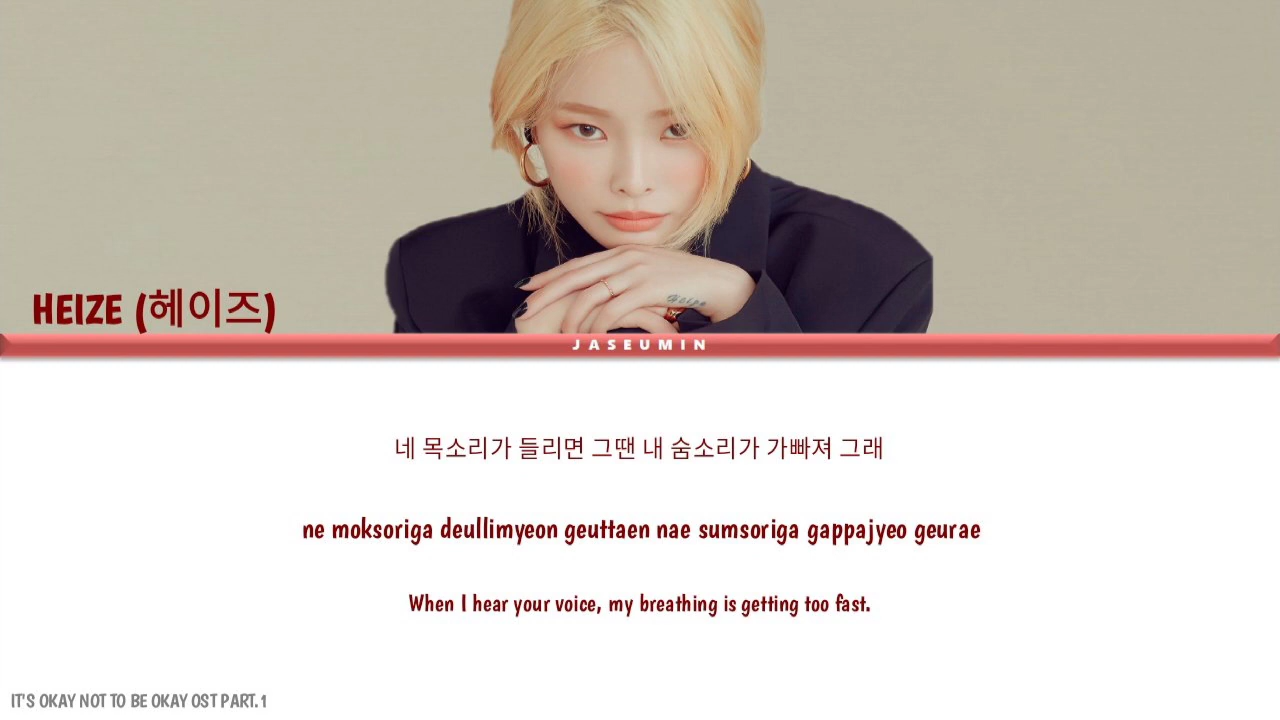 HEIZE (헤이즈)
JASEUMIN
네 목소리가 들리면 그땐 내 숨소리가 가빠져 그래
ne moksoriga deullimyeon geuttaen nae sumsoriga gappajyeo geurae
When I hear your voice, my breathing is getting too fast.
IT'S OKAY NOT TO BE OKAY OST PART.1